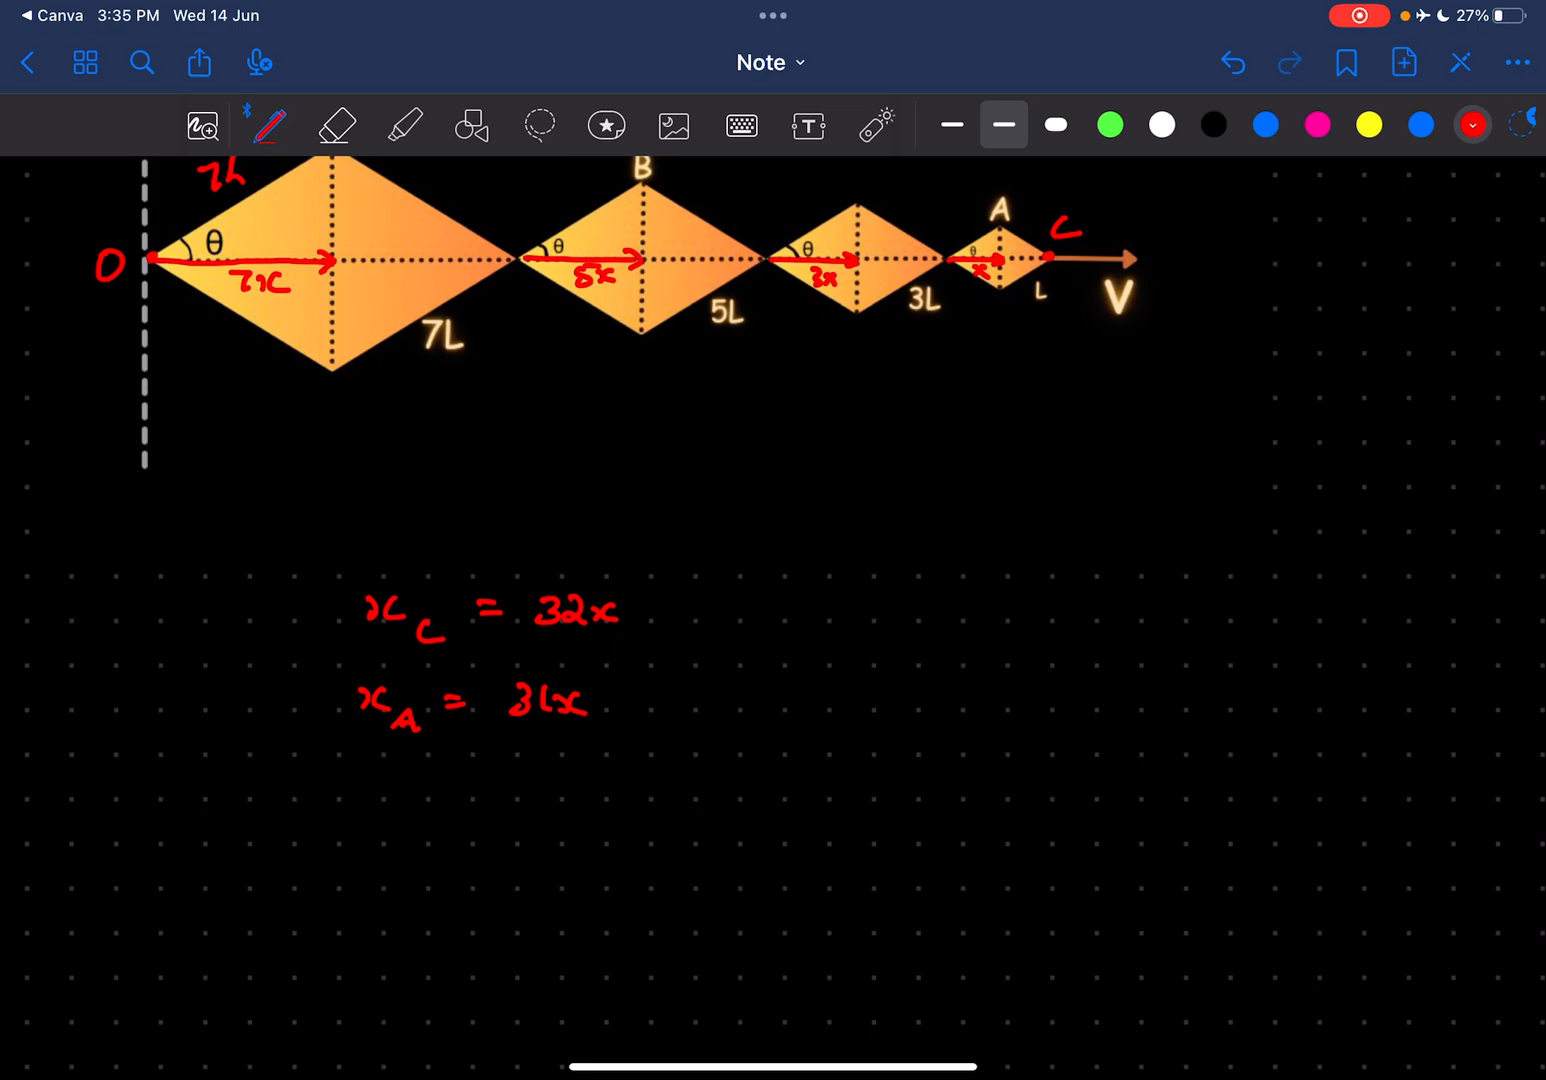 ◀ Canva 3:35 PM Wed 14 Jun
27%
Note
T
7L
B
A
C
θ
θ
θ
θ
O
7x
5x
3x
x
7L
5L
3L
L
V
x_C = 32x
x_A = 31x